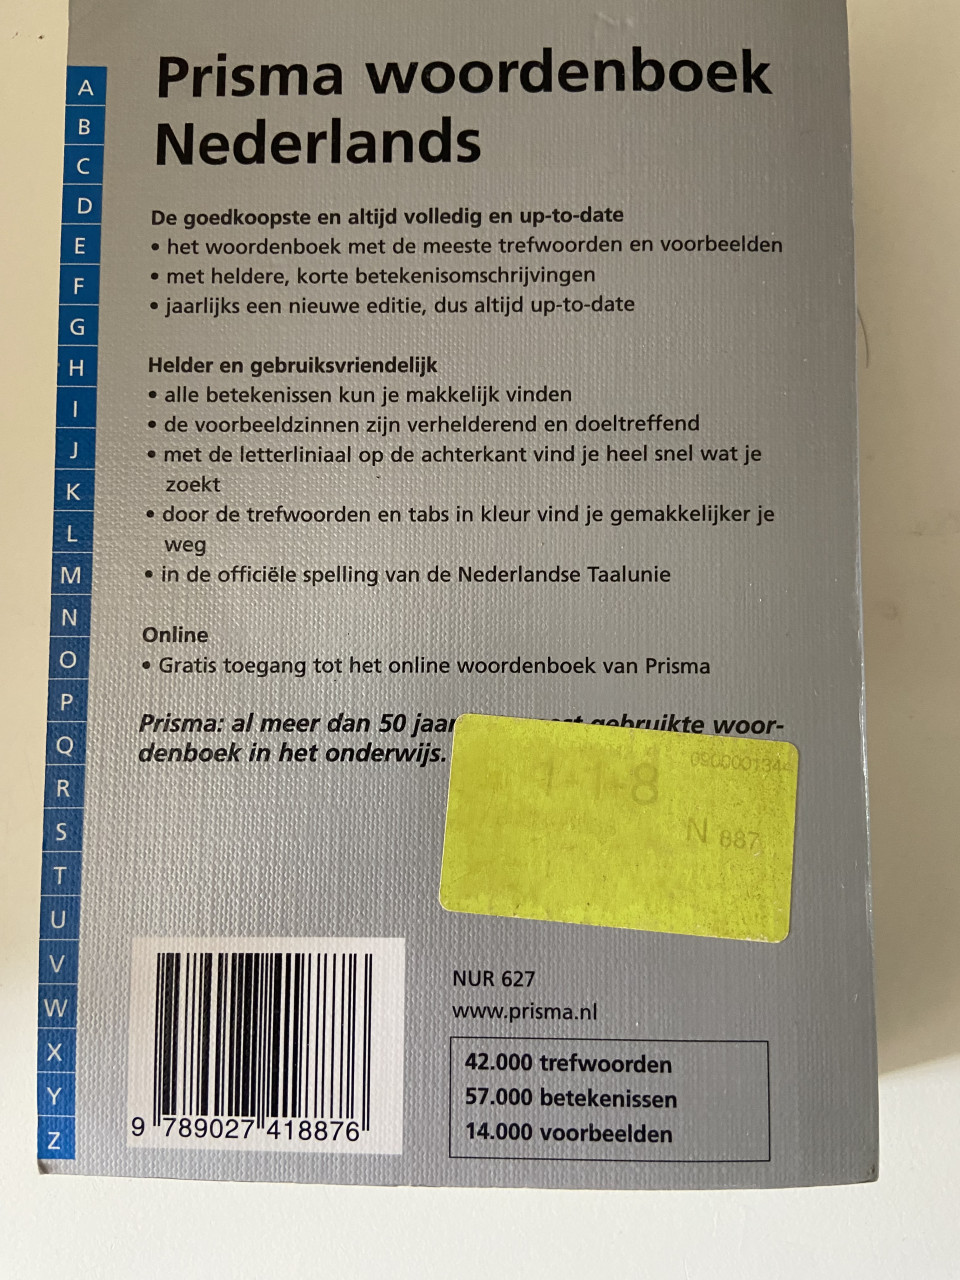 Prisma woordenboek
Nederlands
De goedkoopste en altijd volledig en up-to-date
• het woordenboek met de meeste trefwoorden en voorbeelden
• met heldere, korte betekenisomschrijvingen
• jaarlijks een nieuwe editie, dus altijd up-to-date
Helder en gebruiksvriendelijk
• alle betekenissen kun je makkelijk vinden
• de voorbeeldzinnen zijn verhelderend en doeltreffend
• met de letterliniaal op de achterkant vind je heel snel wat je
zoekt
• door de trefwoorden en tabs in kleur vind je gemakkelijker je
weg
• in de officiële spelling van de Nederlandse Taalunie
Online
• Gratis toegang tot het online woordenboek van Prisma
Prisma: al meer dan 50 jaar gebruikte woor-
denboek in het onderwijs.
1-1-8
N 887
NUR 627
www.prisma.nl
42.000 trefwoorden
57.000 betekenissen
14.000 voorbeelden
9 789027 418876
A
B
C
D
E
F
G
H
I
J
K
L
M
N
O
P
Q
R
S
T
U
V
W
X
Y
Z